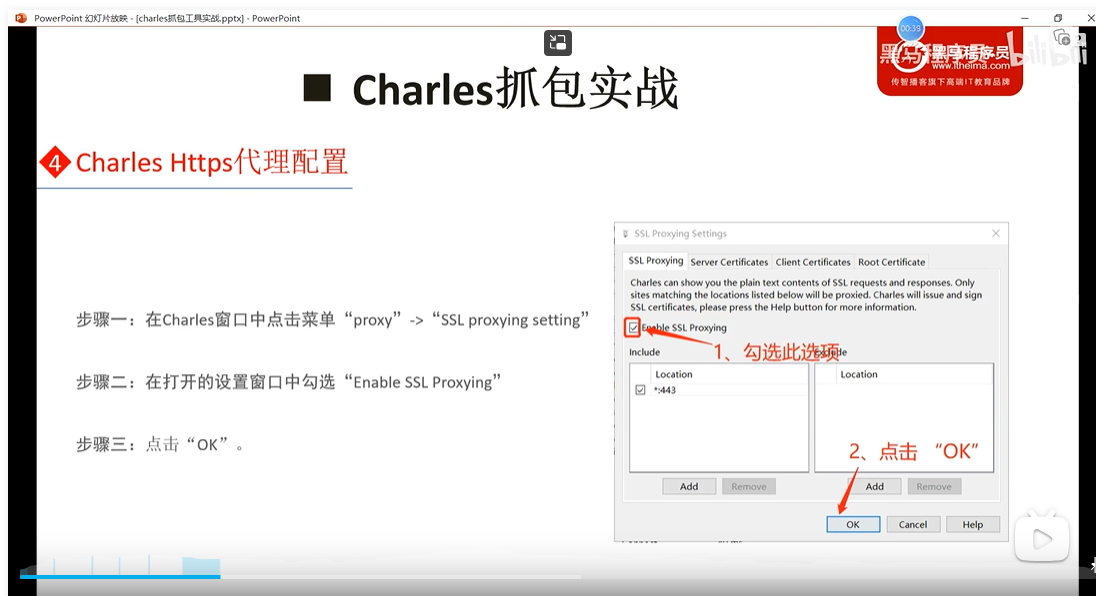 PowerPoint 幻灯片放映 - [charles抓包工具实战.pptx] - PowerPoint
00:39
黑马程序员
bilibili
黑马程序员
www.itheima.com
传智播客旗下高端IT教育品牌
■ Charles抓包实战
4 Charles Https代理配置
步骤一：在Charles窗口中点击菜单“proxy”->“SSL proxying setting”
步骤二：在打开的设置窗口中勾选“Enable SSL Proxying”
步骤三：点击“OK”。
SSL Proxying Settings
SSL Proxying Server Certificates Client Certificates Root Certificate
Charles can show you the plain text contents of SSL requests and responses. Only
sites matching the locations listed below will be proxied. Charles will issue and sign
SSL certificates, please press the Help button for more information.
Enable SSL Proxying
1、勾选此选项
Include Exclude
Location Location
*:443
2、点击 “OK”
Add Remove Add Remove
OK Cancel Help